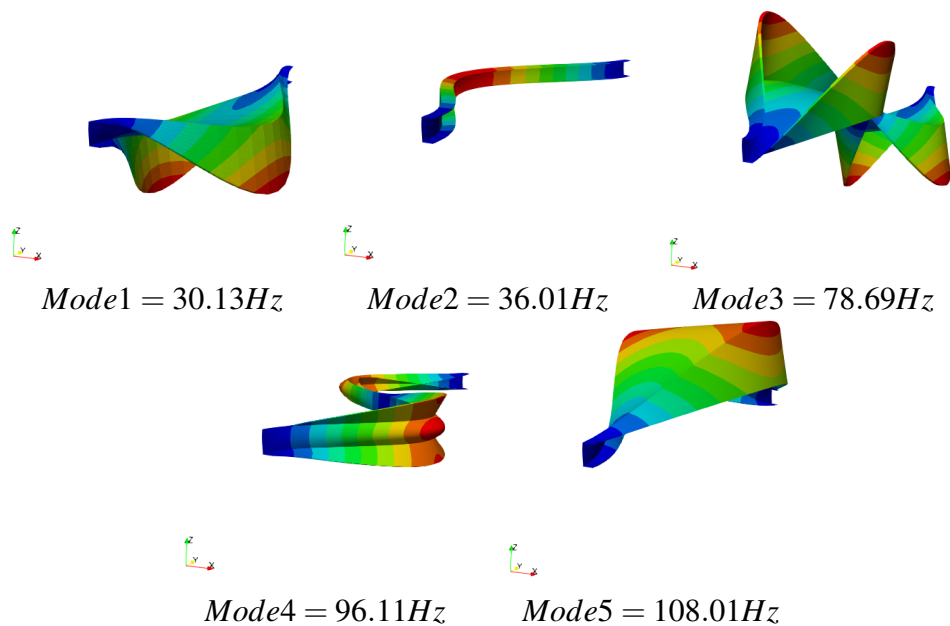 Z
Y
X
Z
Y
X
Z
Y
X
Mode1 = 30.13Hz
Mode2 = 36.01Hz
Mode3 = 78.69Hz
Z
Y
X
Z
Y
X
Mode4 = 96.11Hz
Mode5 = 108.01Hz